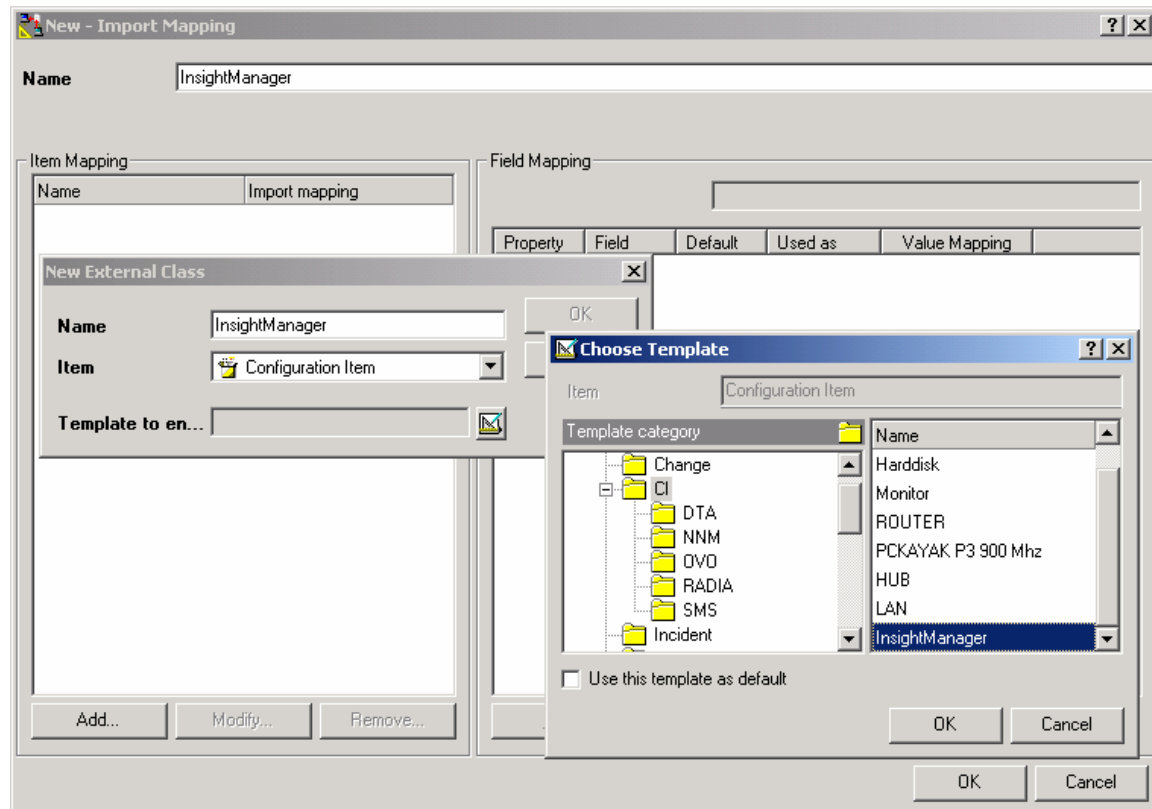 New - Import Mapping
Name InsightManager
Item Mapping
Name Import mapping
Field Mapping
Property Field Default Used as Value Mapping
New External Class
Name InsightManager
Item Configuration Item
Template to en...
OK
Choose Template
Item Configuration Item
Template category
Change
CI
DTA
NNM
OVO
RADIA
SMS
Incident
Name
Harddisk
Monitor
ROUTER
PCKAYAK P3 900 Mhz
HUB
LAN
InsightManager
Use this template as default
OK Cancel
Add... Modify... Remove...
OK Cancel